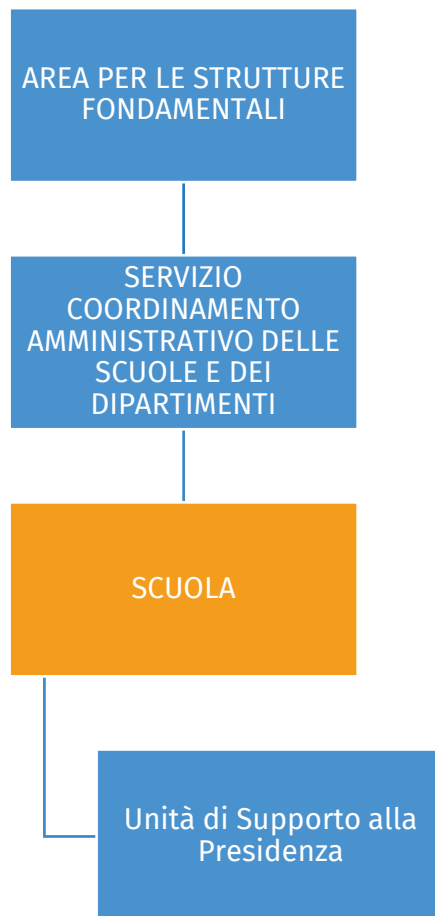 AREA PER LE STRUTTURE
FONDAMENTALI
SERVIZIO
COORDINAMENTO
AMMINISTRATIVO DELLE
SCUOLE E DEI
DIPARTIMENTI
SCUOLA
Unità di Supporto alla
Presidenza